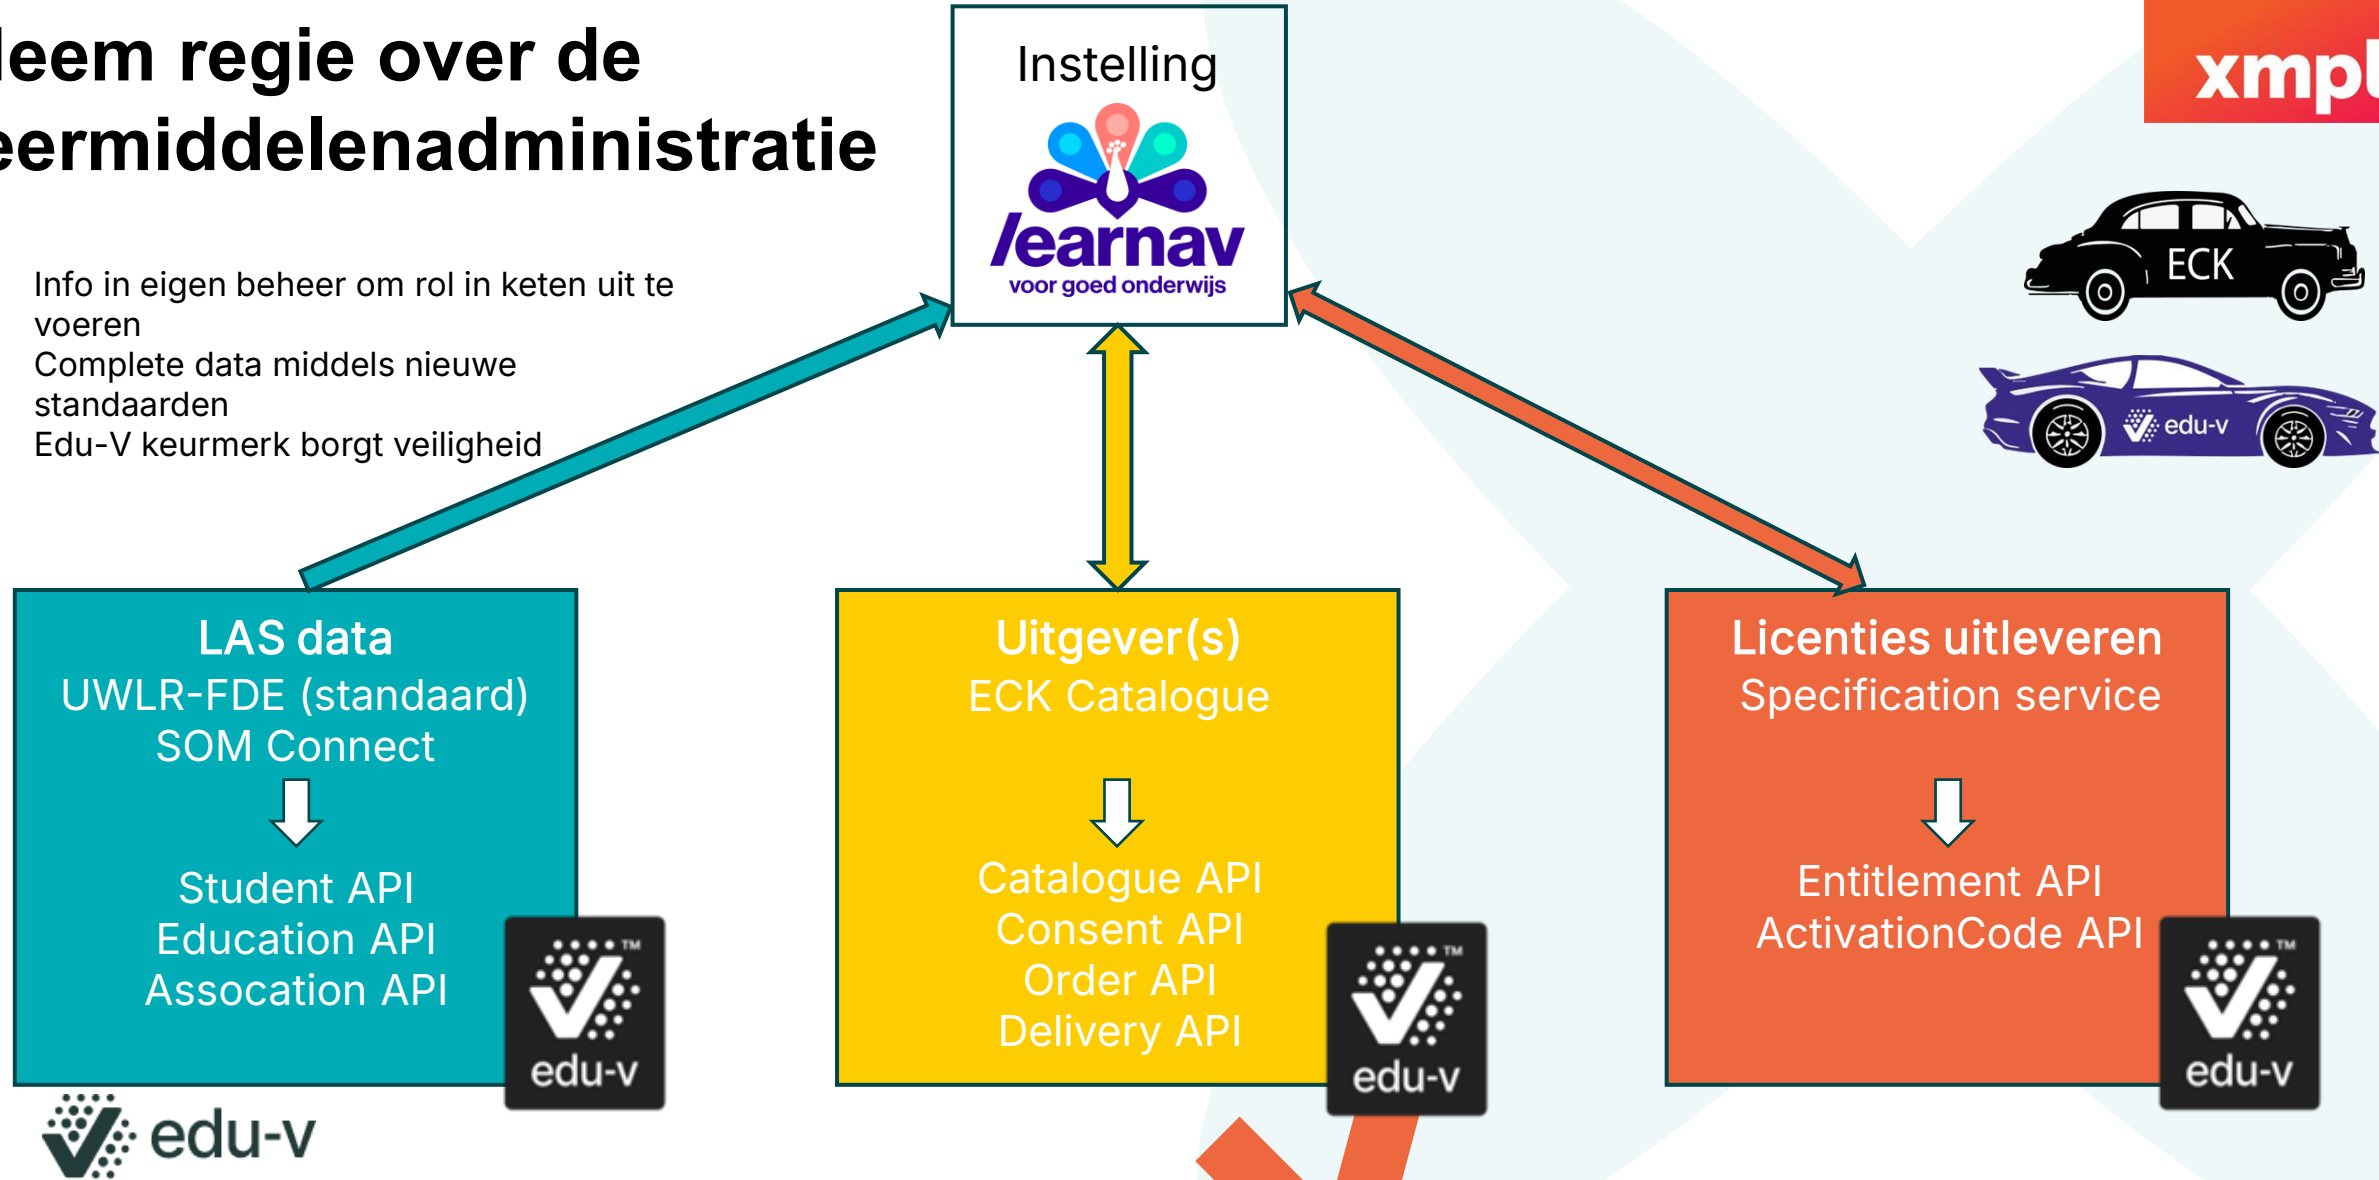 leem regie over de
eermiddelenadministratie
Instelling
learnav
voor goed onderwijs
xmpl
Info in eigen beheer om rol in keten uit te
voeren
Complete data middels nieuwe
standaarden
Edu-V keurmerk borgt veiligheid
ECK
edu-v
LAS data
UWLR-FDE (standaard)
SOM Connect
Student API
Education API
Assocation API
TM
edu-v
Uitgever(s)
ECK Catalogue
Catalogue API
Consent API
Order API
Delivery API
TM
edu-v
Licenties uitleveren
Specification service
Entitlement API
ActivationCode API
TM
edu-v
edu-v